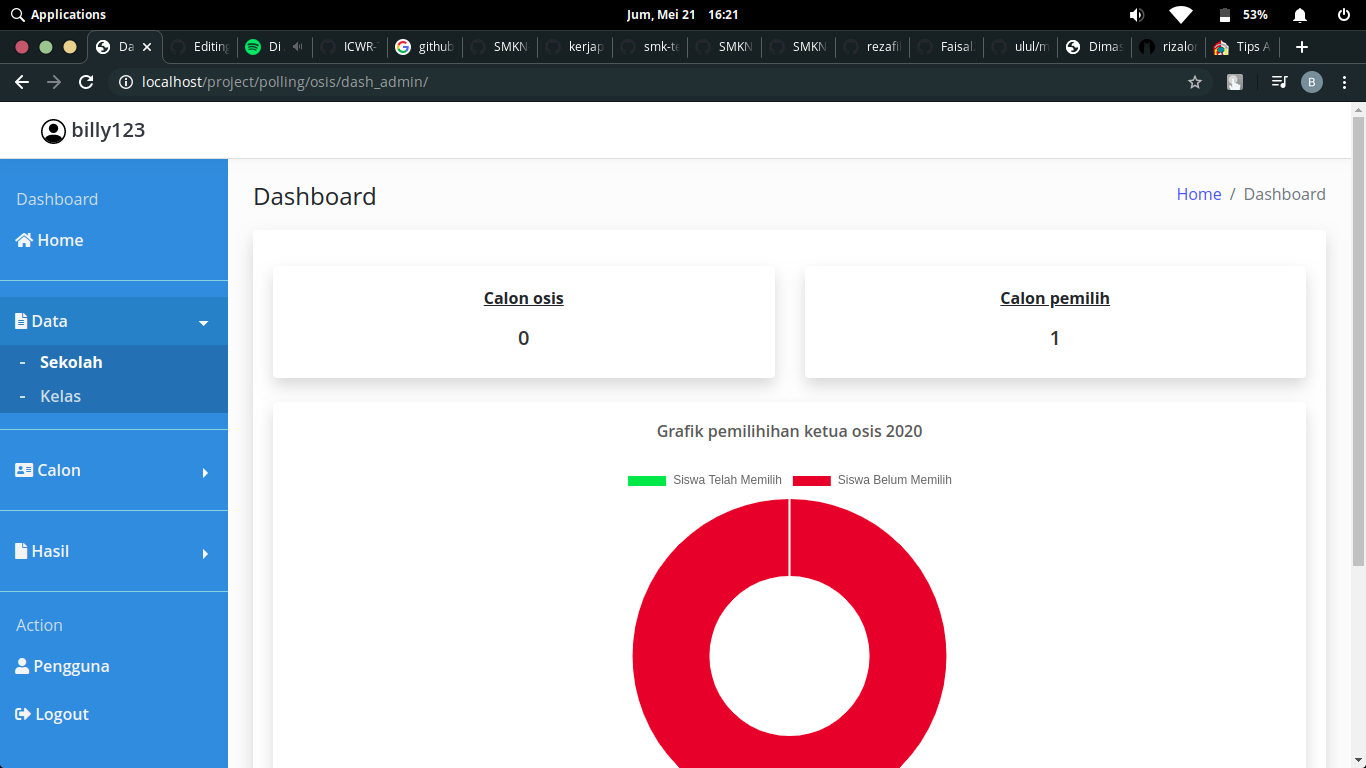 Applications
Jum, Mei 21 16:21
53%
Da
Editing
Di
ICWR-
github
SMKN
kerjap
smk-te
SMKN
SMKN
rezafi
Faisal
ulul/m
Dimas
rizalor
Tips A
localhost/project/polling/osis/dash_admin/
B
billy123
Dashboard
Home
Data
- Sekolah
- Kelas
Calon
Hasil
Action
Pengguna
Logout
Dashboard
Home / Dashboard
Calon osis
0
Calon pemilih
1
Grafik pemilihihan ketua osis 2020
Siswa Telah Memilih
Siswa Belum Memilih